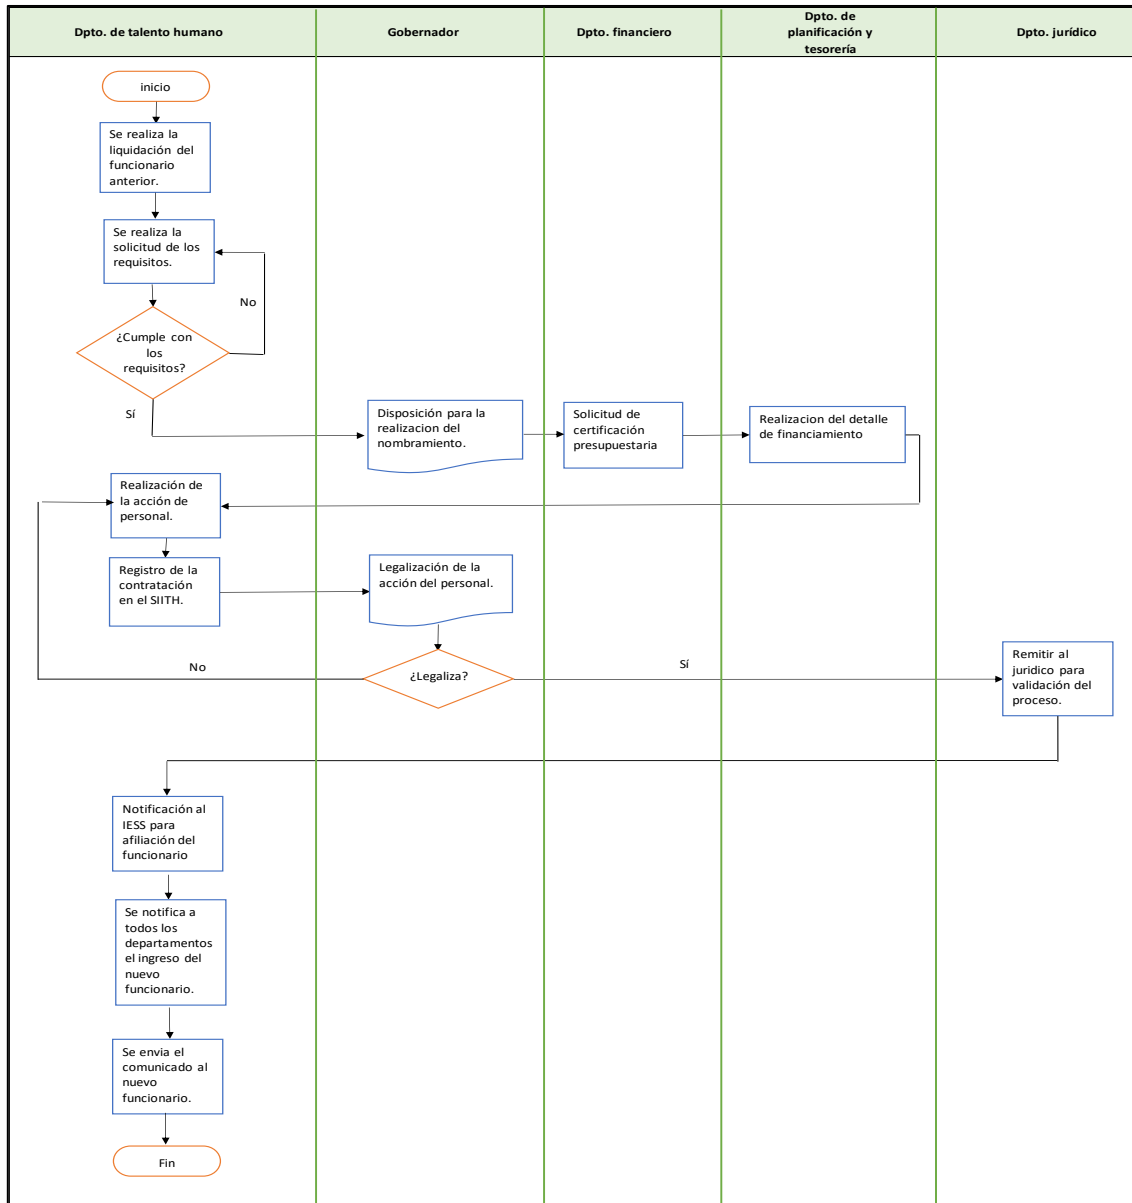 Dpto. de talento humano
Gobernador
Dpto. financiero
Dpto. de
planificación y
tesorería
Dpto. jurídico
inicio
Se realiza la
liquidación del
funcionario
anterior.
Se realiza la
solicitud de los
requisitos.
No
¿Cumple con
los
requisitos?
Sí
Disposición para la
realizacion del
nombramiento.
Solicitud de
certificación
presupuestaria
Realizacion del detalle
de financiamiento
Realización de
la acción de
personal.
Registro de la
contratación
en el SIITH.
Legalización de la
acción del personal.
No
¿Legaliza?
Sí
Remitir al
juridico para
validación del
proceso.
Notificación al
IESS para
afiliación del
funcionario
Se notifica a
todos los
departamentos
el ingreso del
nuevo
funcionario.
Se envia el
comunicado al
nuevo
funcionario.
Fin